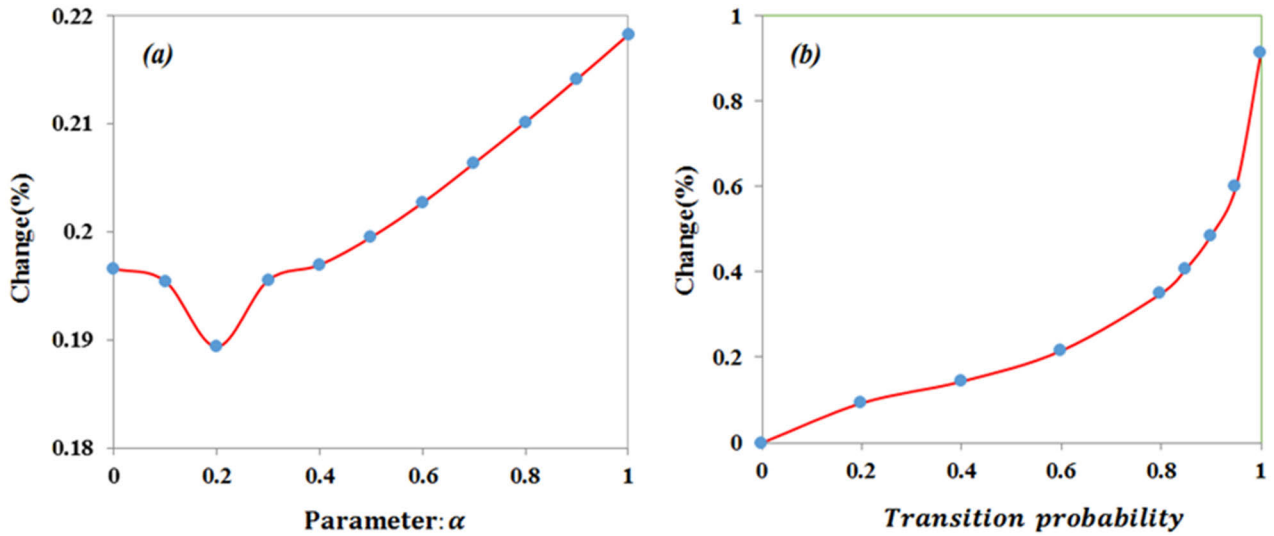 (a)
Change(%)
0.22
0.21
0.2
0.19
0.18
0 0.2 0.4 0.6 0.8 1
Parameter: α
(b)
Change(%)
1
0.8
0.6
0.4
0.2
0
0 0.2 0.4 0.6 0.8 1
Transition probability